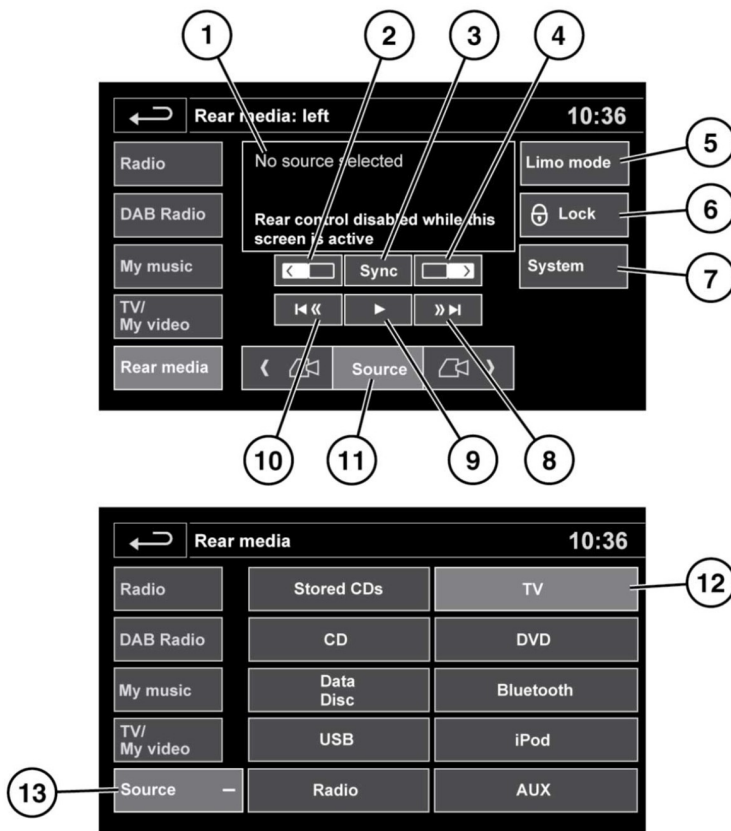 1
2
3
4
Rear media: left
10:36
Radio
No source selected
Limo mode
5
DAB Radio
Rear control disabled while this
screen is active
Lock
6
My music
Sync
System
7
TV/
My video
Rear media
Source
10
11
9
8
Rear media
10:36
Radio
Stored CDs
TV
12
DAB Radio
CD
DVD
My music
Data
Disc
Bluetooth
TV/
My video
USB
iPod
13
Source –
Radio
AUX